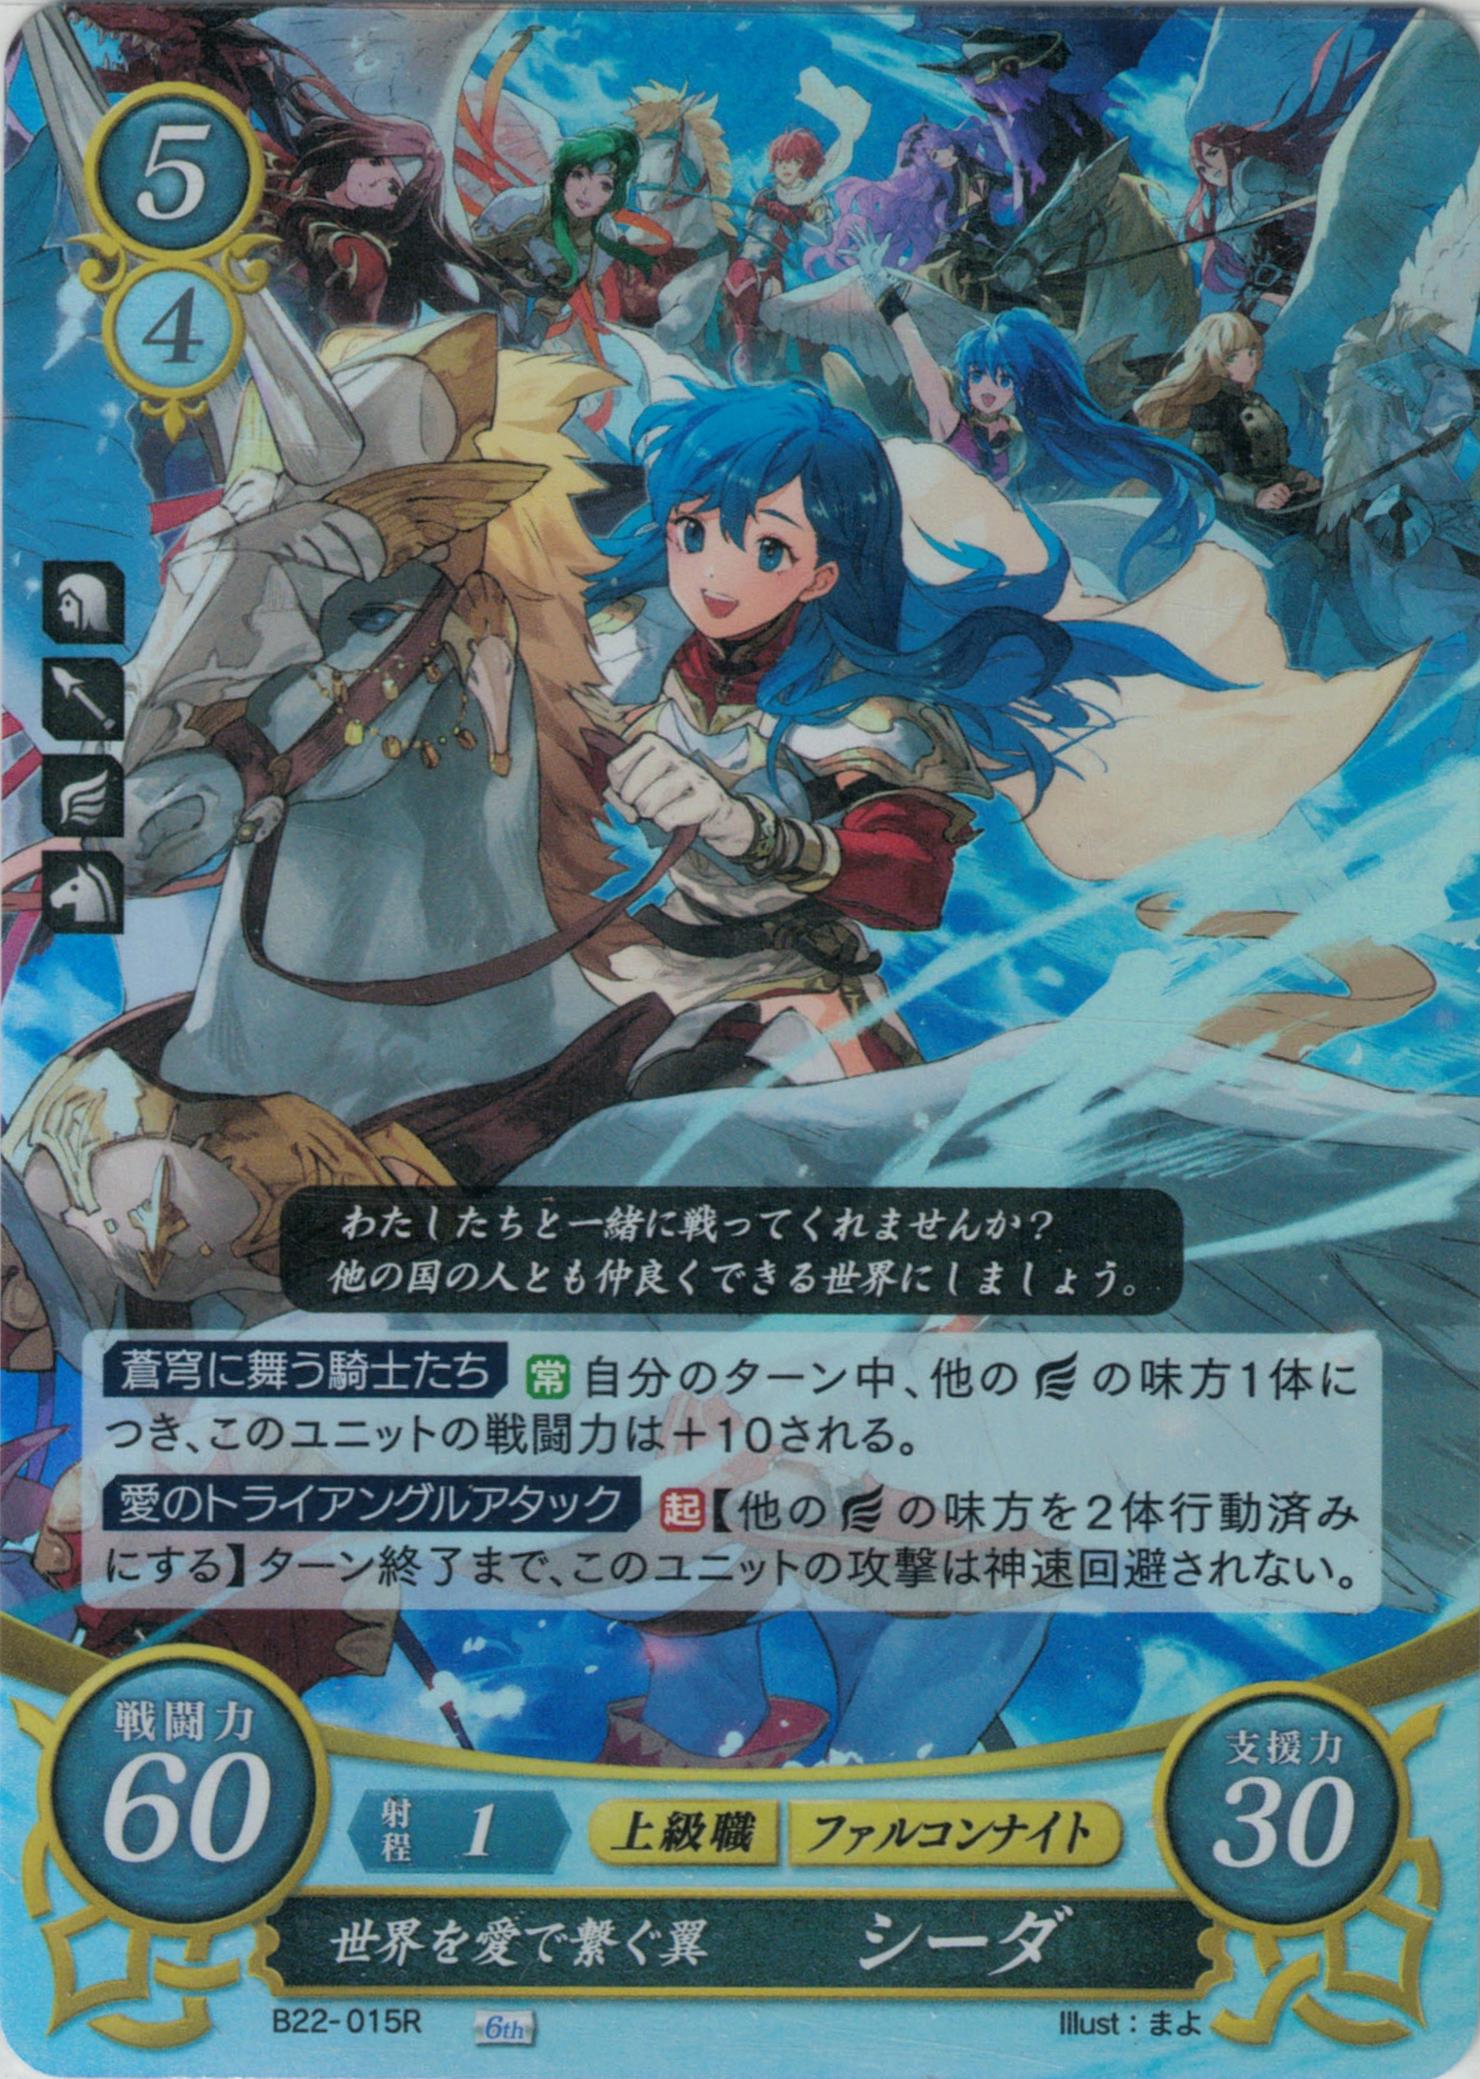 5
4
わたしたちと一緒に戦ってくれませんか？
他の国の人とも仲良くできる世界にしましょう。
蒼穹に舞う騎士たち 常 自分のターン中、他の の味方1体に
つき、このユニットの戦闘力は＋10される。
愛のトライアングルアタック 起【他の の味方を2体行動済み
にする】ターン終了まで、このユニットの攻撃は神速回避されない。
戦闘力
60
射程 1
上級職 ファルコンナイト
支援力
30
世界を愛で繋ぐ翼 シーダ
B22-015R 6th Illust：まよ